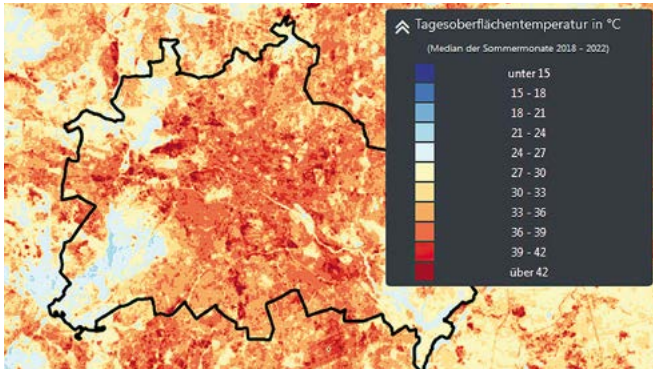 Tagesoberflächentemperatur in °C
(Median der Sommermonate 2018 - 2022)
unter 15
15 - 18
18 - 21
21 - 24
24 - 27
27 - 30
30 - 33
33 - 36
36 - 39
39 - 42
über 42